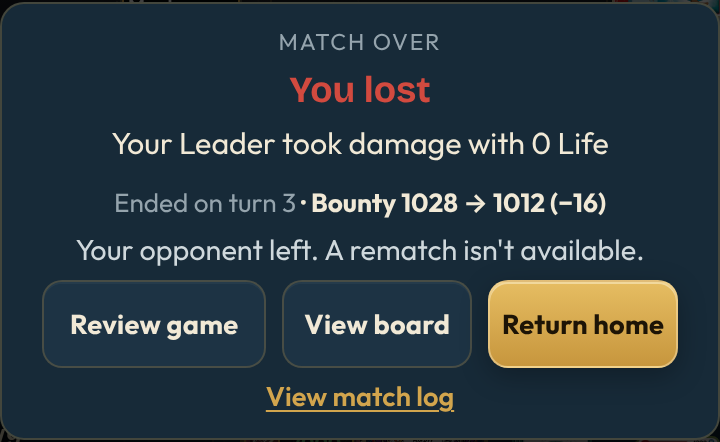 MATCH OVER
You lost
Your Leader took damage with 0 Life
Ended on turn 3 • Bounty 1028 → 1012 (−16)
Your opponent left. A rematch isn't available.
Review game View board Return home
View match log